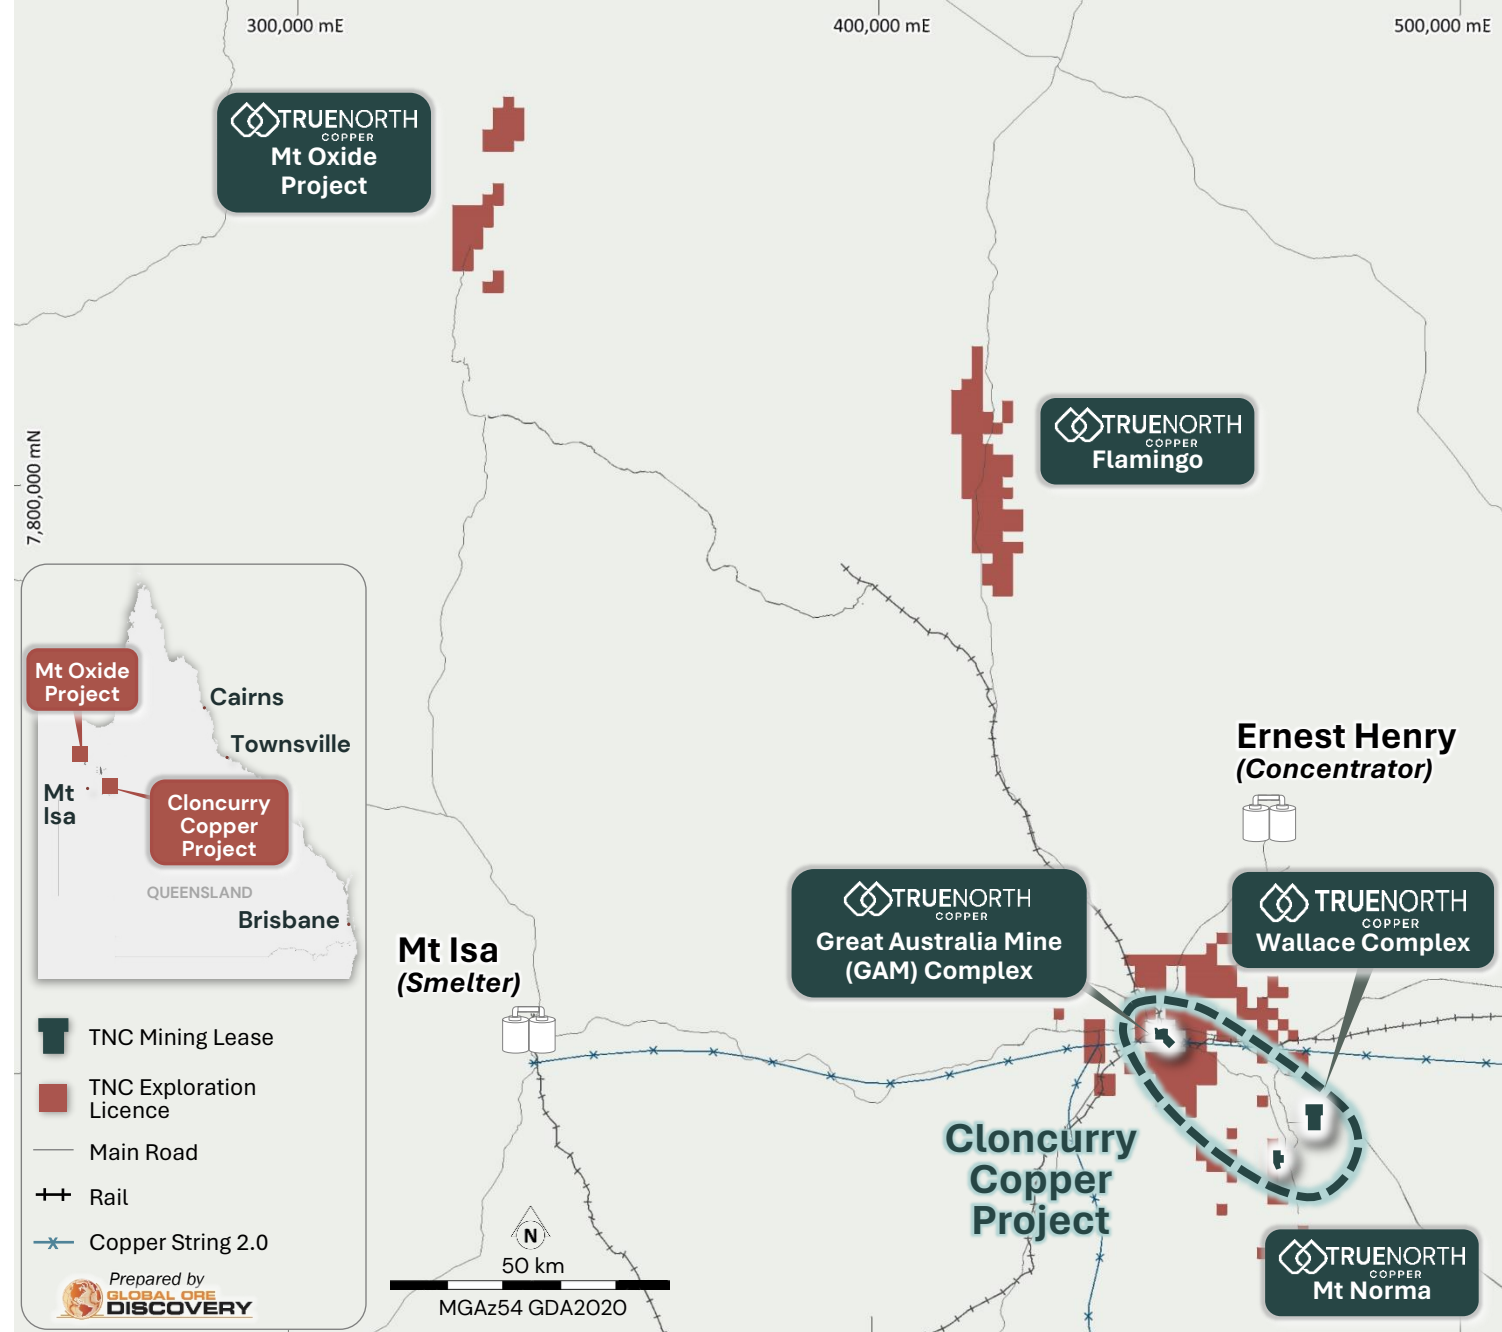 300,000 mE
400,000 mE
500,000 mE
TRUENORTH
COPPER
Mt Oxide
Project
TRUENORTH
COPPER
Flamingo
7,800,000 mN
Mt Oxide
Project
Cairns
Townsville
Mt
Isa
Cloncurry
Copper
Project
QUEENSLAND
Brisbane
Ernest Henry
(Concentrator)
TRUENORTH
COPPER
Great Australia Mine
(GAM) Complex
TRUENORTH
COPPER
Wallace Complex
Mt Isa
(Smelter)
TNC Mining Lease
TNC Exploration
Licence
Main Road
Rail
Copper String 2.0
Prepared by
GLOBAL ORE
DISCOVERY
N
50 km
MGAz54 GDA2020
Cloncurry
Copper
Project
TRUENORTH
COPPER
Mt Norma